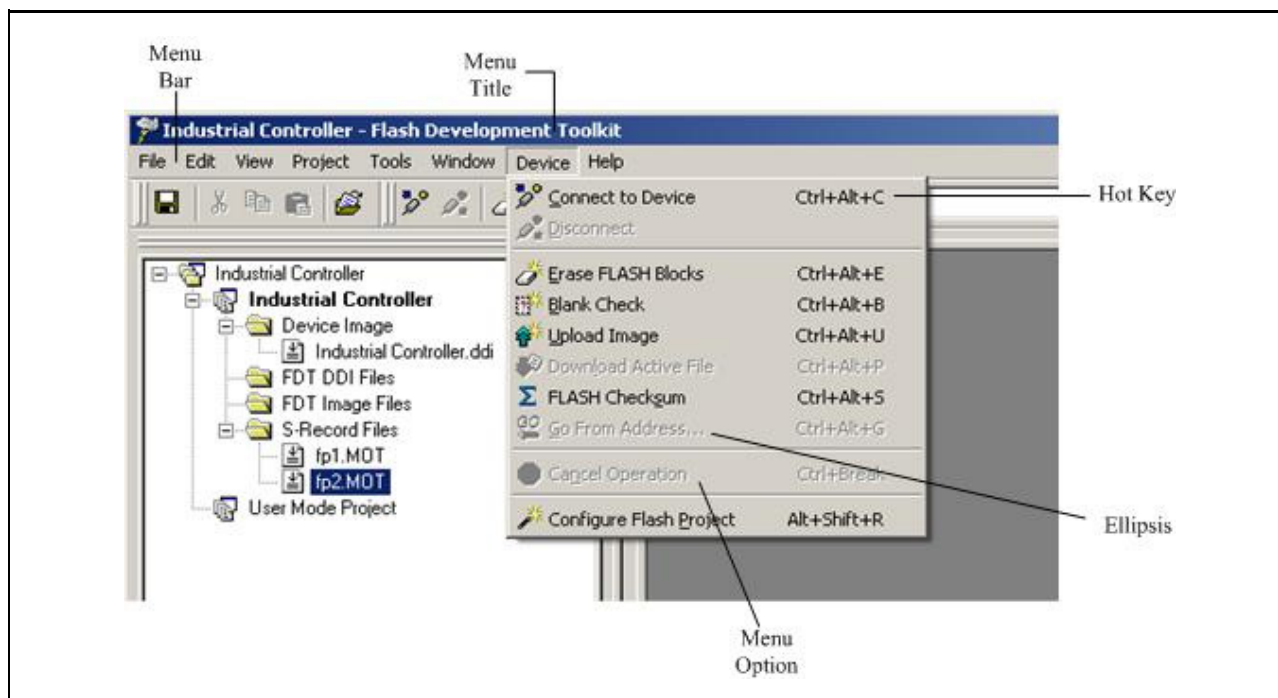 Menu
Bar
Menu
Title
Industrial Controller - Flash Development Toolkit
File Edit View Project Tools Window Device Help
Connect to Device Ctrl+Alt+C
Hot Key
Disconnect
Erase FLASH Blocks Ctrl+Alt+E
Blank Check Ctrl+Alt+B
Upload Image Ctrl+Alt+U
Download Active File Ctrl+Alt+P
FLASH Checksum Ctrl+Alt+S
Go From Address... Ctrl+Alt+G
Cancel Operation Ctrl+Break
Configure Flash Project Alt+Shift+R
Industrial Controller
Industrial Controller
Device Image
Industrial Controller.ddi
FDT DDI Files
FDT Image Files
S-Record Files
fp1.MOT
fp2.MOT
User Mode Project
Ellipsis
Menu
Option